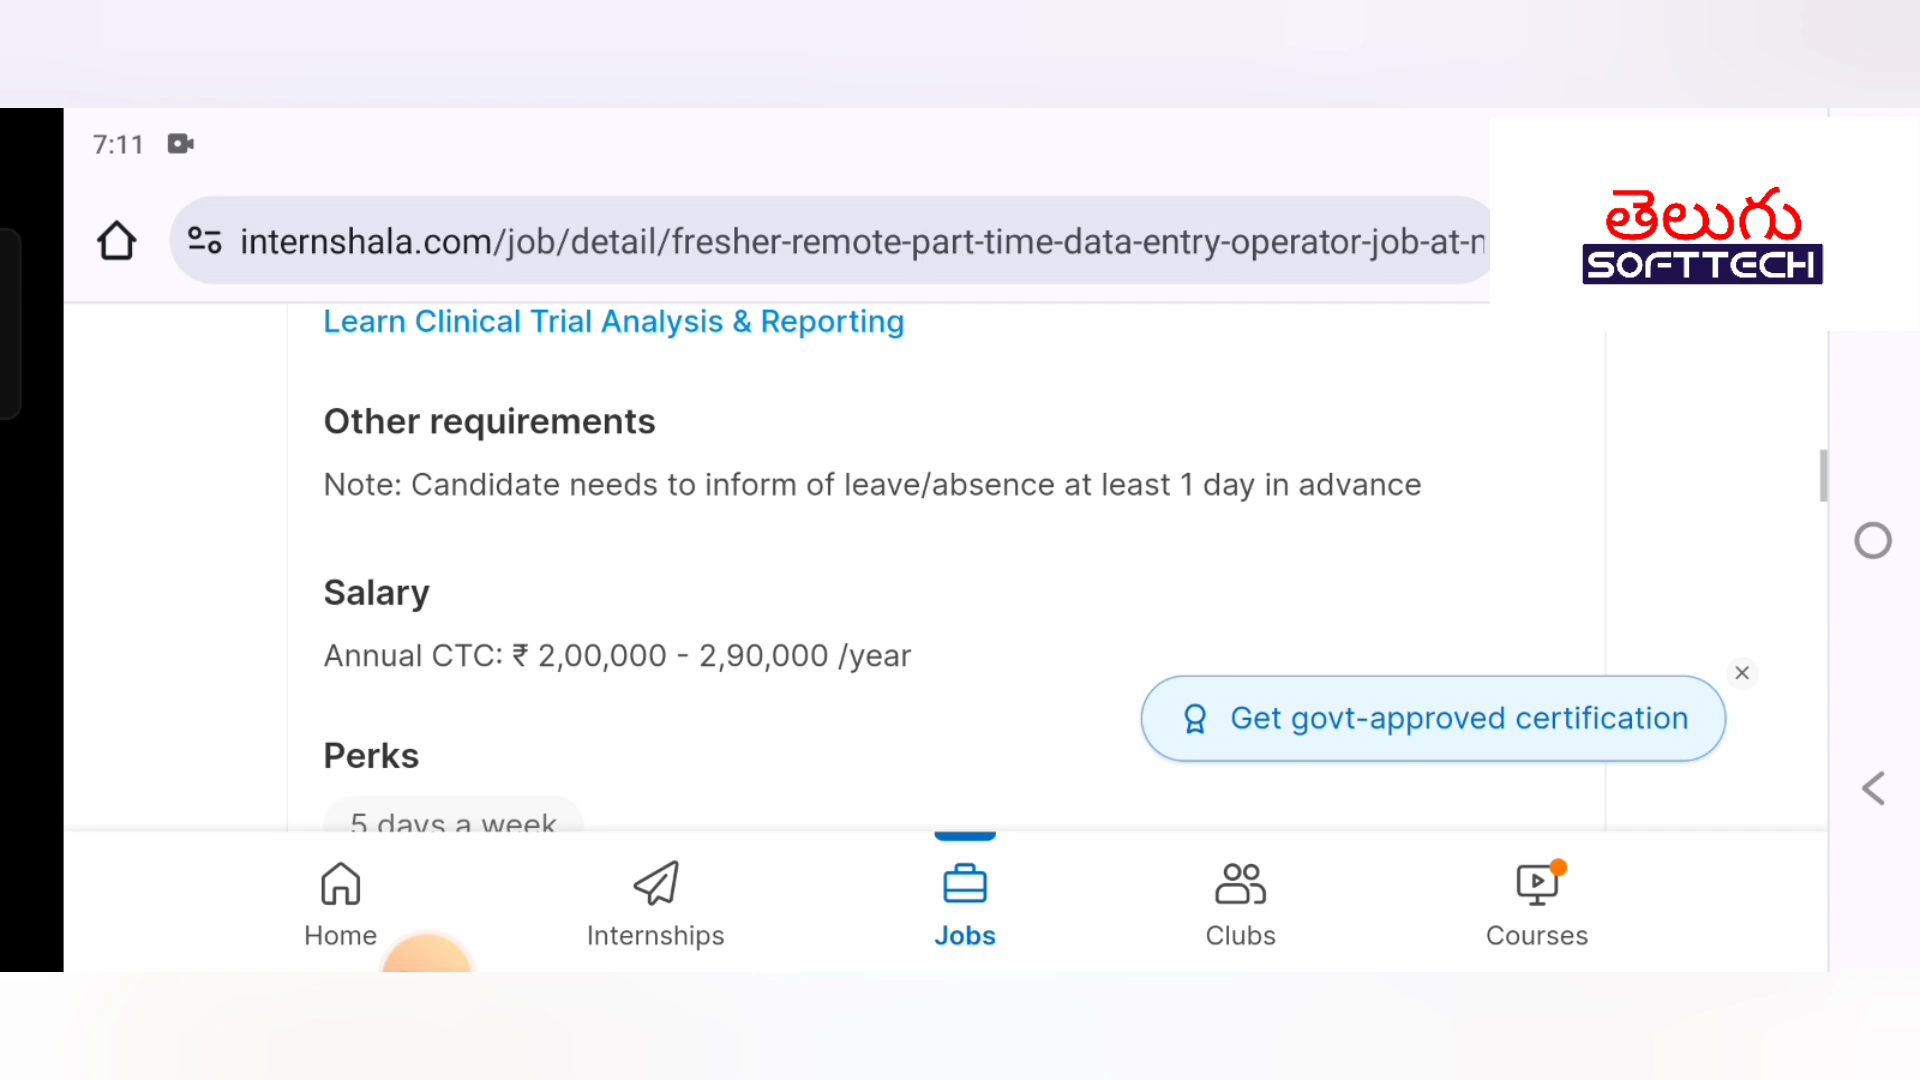 7:11
internshala.com/job/detail/fresher-remote-part-time-data-entry-operator-job-at-n
తెలుగు
SOFTTECH
Learn Clinical Trial Analysis & Reporting
Other requirements
Note: Candidate needs to inform of leave/absence at least 1 day in advance
Salary
Annual CTC: ₹ 2,00,000 - 2,90,000 /year
Get govt-approved certification
Perks
5 days a week
Home
Internships
Jobs
Clubs
Courses